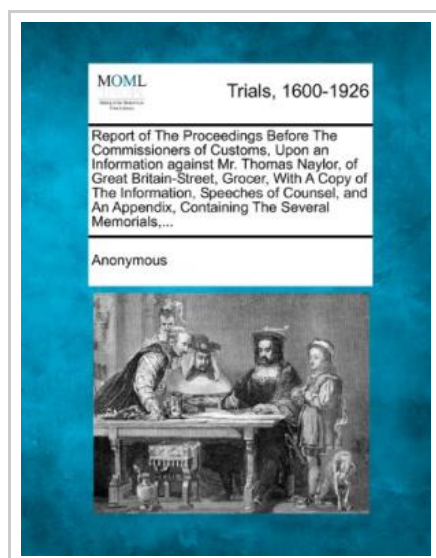 MOML
Trials, 1600-1926
Report of The Proceedings Before The
Commissioners of Customs, Upon an
Information against Mr. Thomas Naylor, of
Great Britain-Street, Grocer, With A Copy of
The Information, Speeches of Counsel, and
An Appendix, Containing The Several
Memorials,...
Anonymous